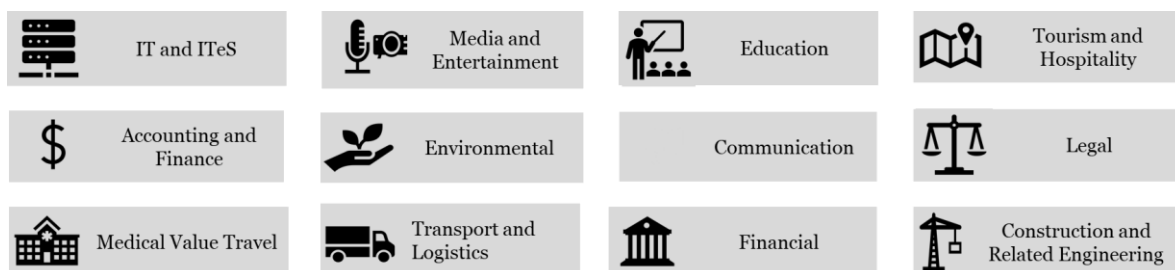 IT and ITeS
Media and
Entertainment
Education
Tourism and
Hospitality
Accounting and
Finance
Environmental
Communication
Legal
Medical Value Travel
Transport and
Logistics
Financial
Construction and
Related Engineering